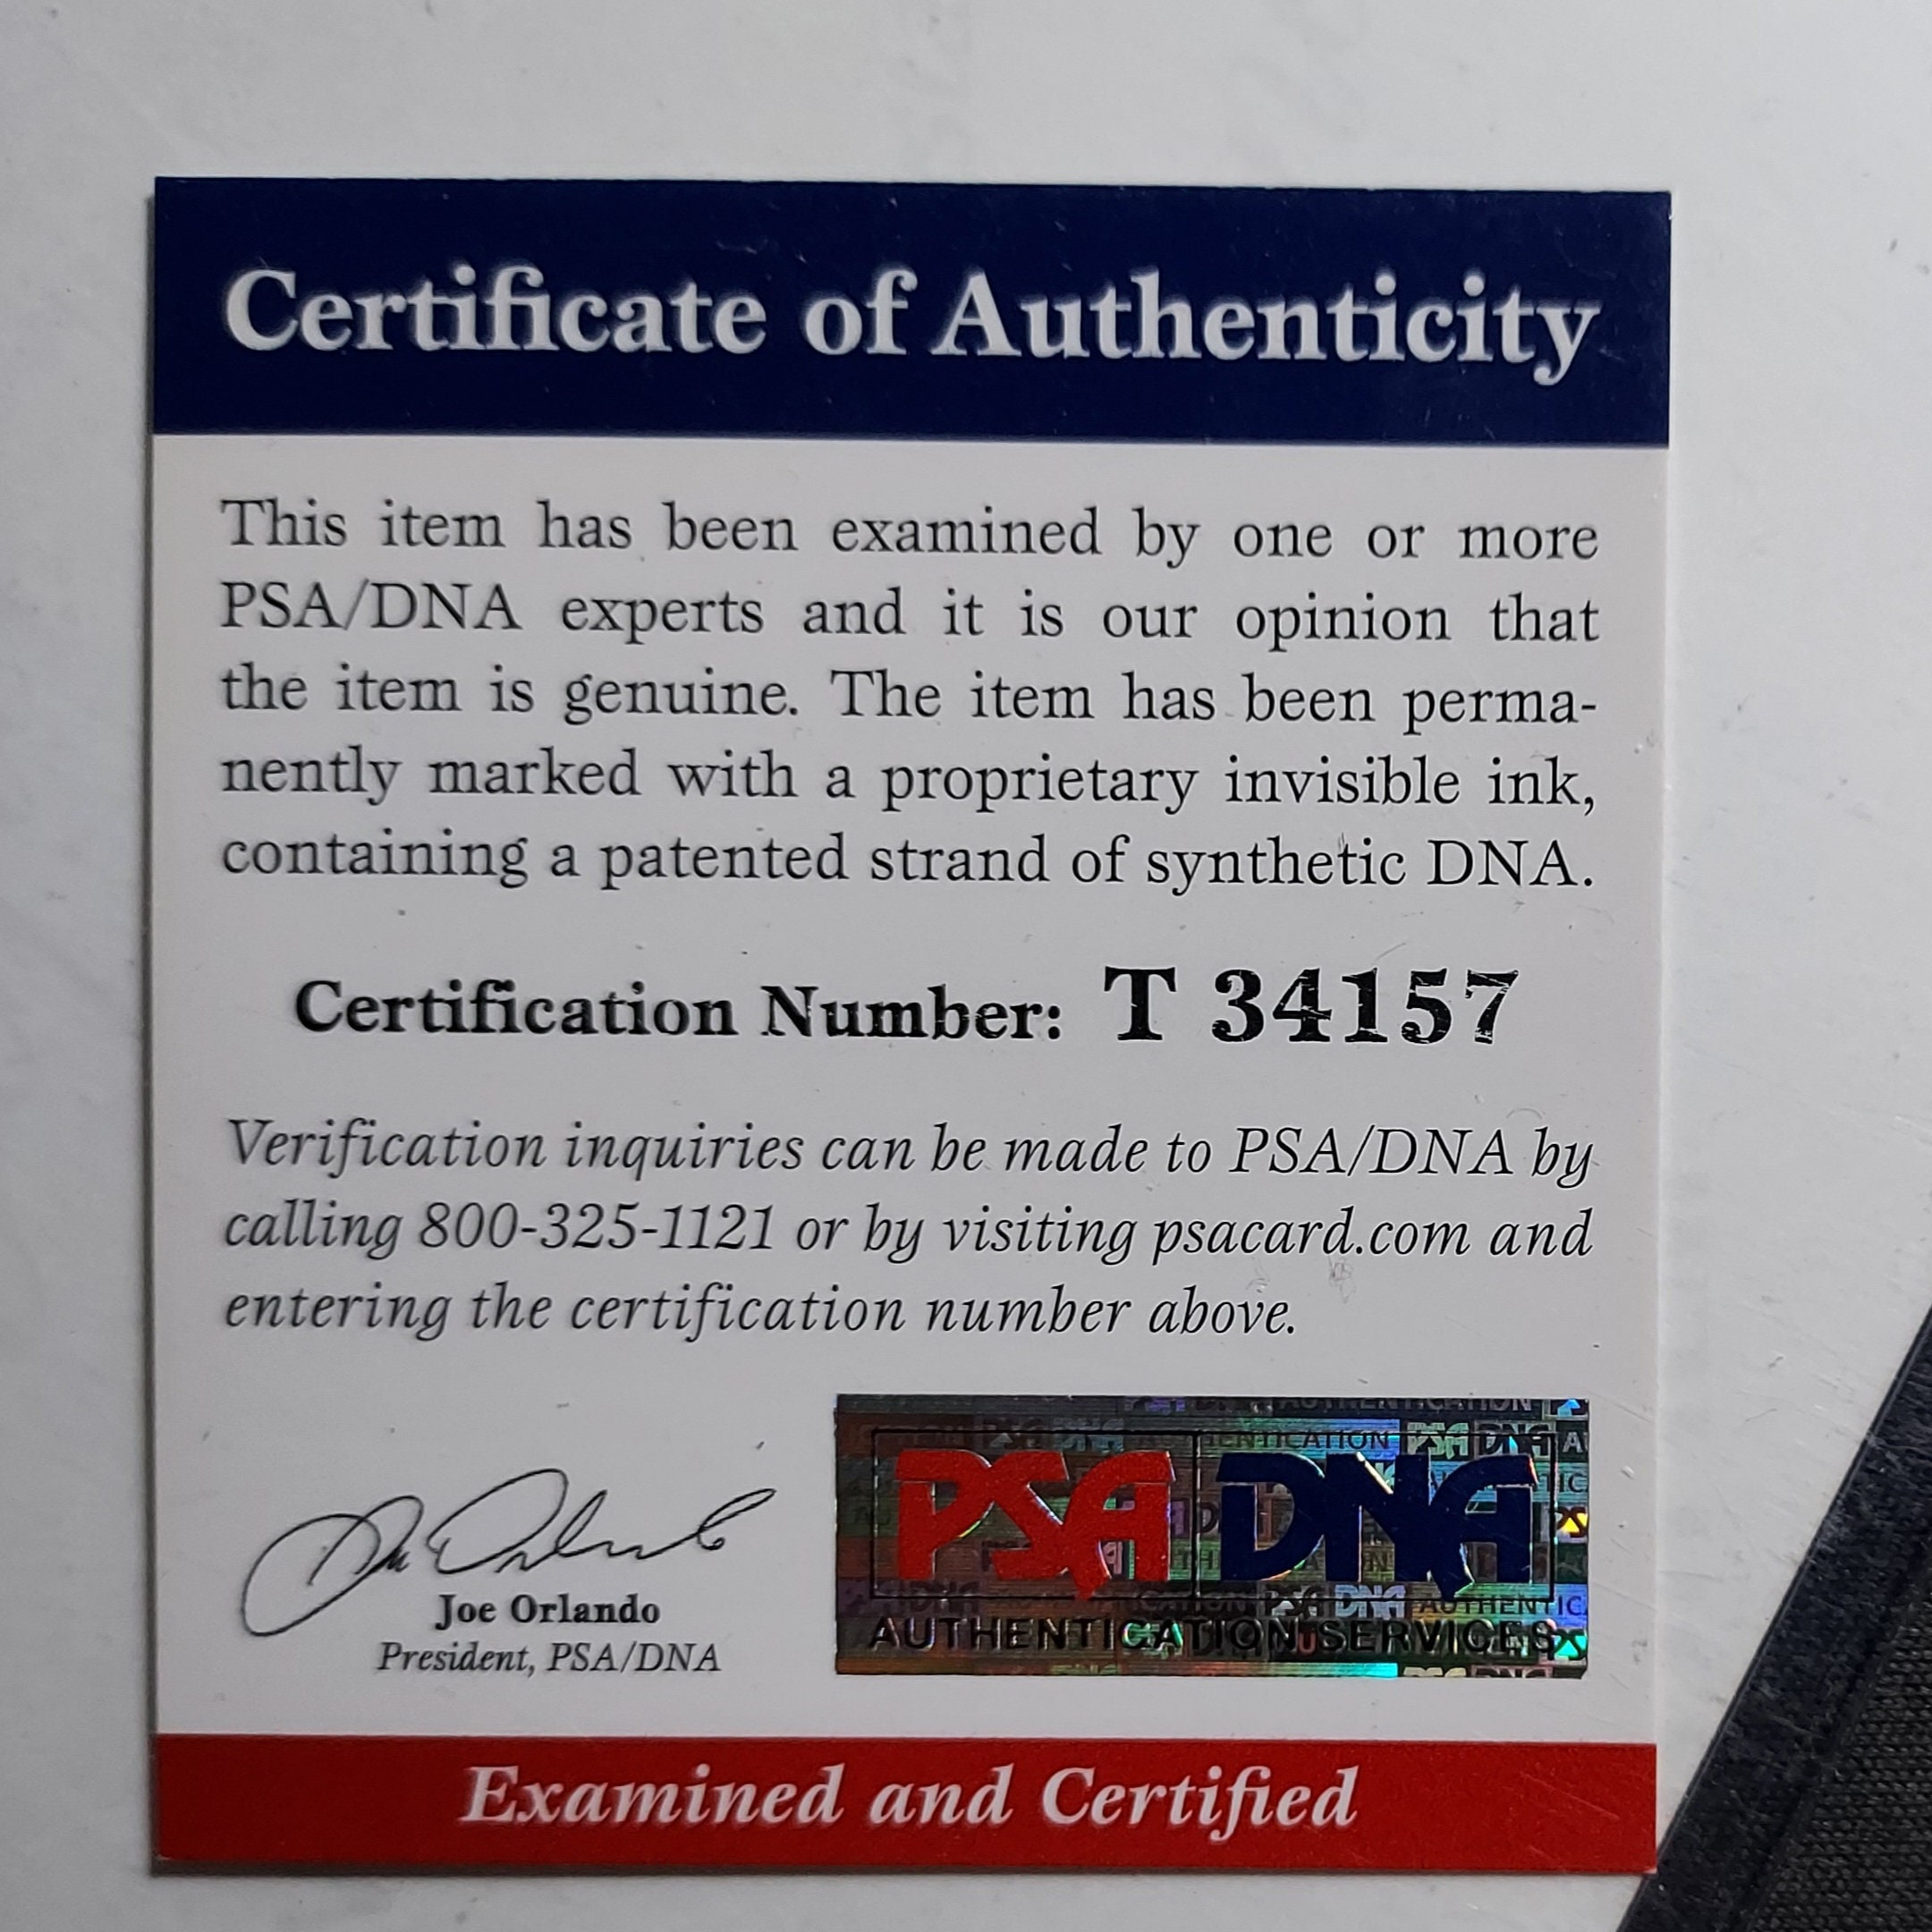 Certificate of Authenticity
This item has been examined by one or more
PSA/DNA experts and it is our opinion that
the item is genuine. The item has been perma-
nently marked with a proprietary invisible ink,
containing a patented strand of synthetic DNA.
Certification Number: T 34157
Verification inquiries can be made to PSA/DNA by
calling 800-325-1121 or by visiting psacard.com and
entering the certification number above.
Joe Orlando
President, PSA/DNA
PSA DNA
AUTHENTICATION SERVICES
Examined and Certified